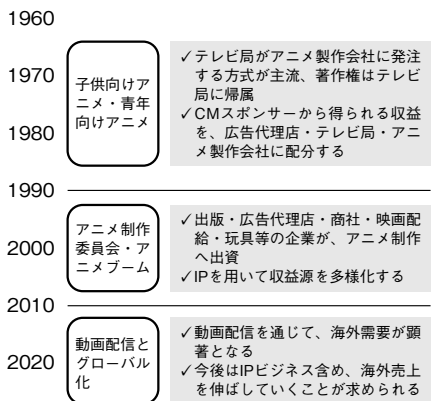 1960
1970
1980
子供向けア
ニメ・青年
向けアニメ
✓テレビ局がアニメ製作会社に発注
する方式が主流、著作権はテレビ
局に帰属
✓CMスポンサーから得られる収益
を、広告代理店・テレビ局・アニ
メ製作会社に配分する
1990
2000
アニメ制作
委員会・ア
ニメブーム
✓出版・広告代理店・商社・映画配
給・玩具等の企業が、アニメ制作
へ出資
✓IPを用いて収益源を多様化する
2010
2020
動画配信と
グローバル
化
✓動画配信を通じて、海外需要が顕
著となる
✓今後はIPビジネス含め、海外売上
を伸ばしていくことが求められる